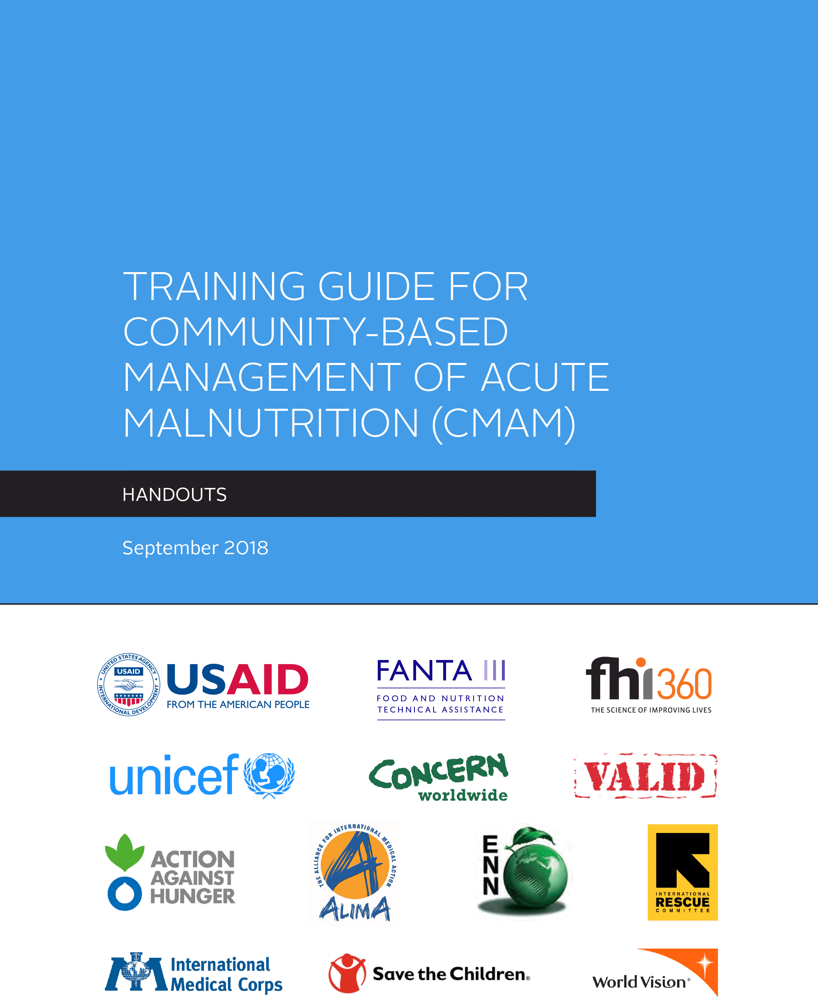 TRAINING GUIDE FOR
COMMUNITY-BASED
MANAGEMENT OF ACUTE
MALNUTRITION (CMAM)
HANDOUTS
September 2018
UNITED STATES AGENCY
INTERNATIONAL DEVELOPMENT
USAID
USAID
FROM THE AMERICAN PEOPLE
FANTA III
FOOD AND NUTRITION
TECHNICAL ASSISTANCE
fhi360
THE SCIENCE OF IMPROVING LIVES
unicef
CONCERN
worldwide
VALID
ACTION
AGAINST
HUNGER
THE ALLIANCE FOR INTERNATIONAL MEDICAL ACTION
ALIMA
ENN
INTERNATIONAL
RESCUE
COMMITTEE
International
Medical Corps
Save the Children®
World Vision®